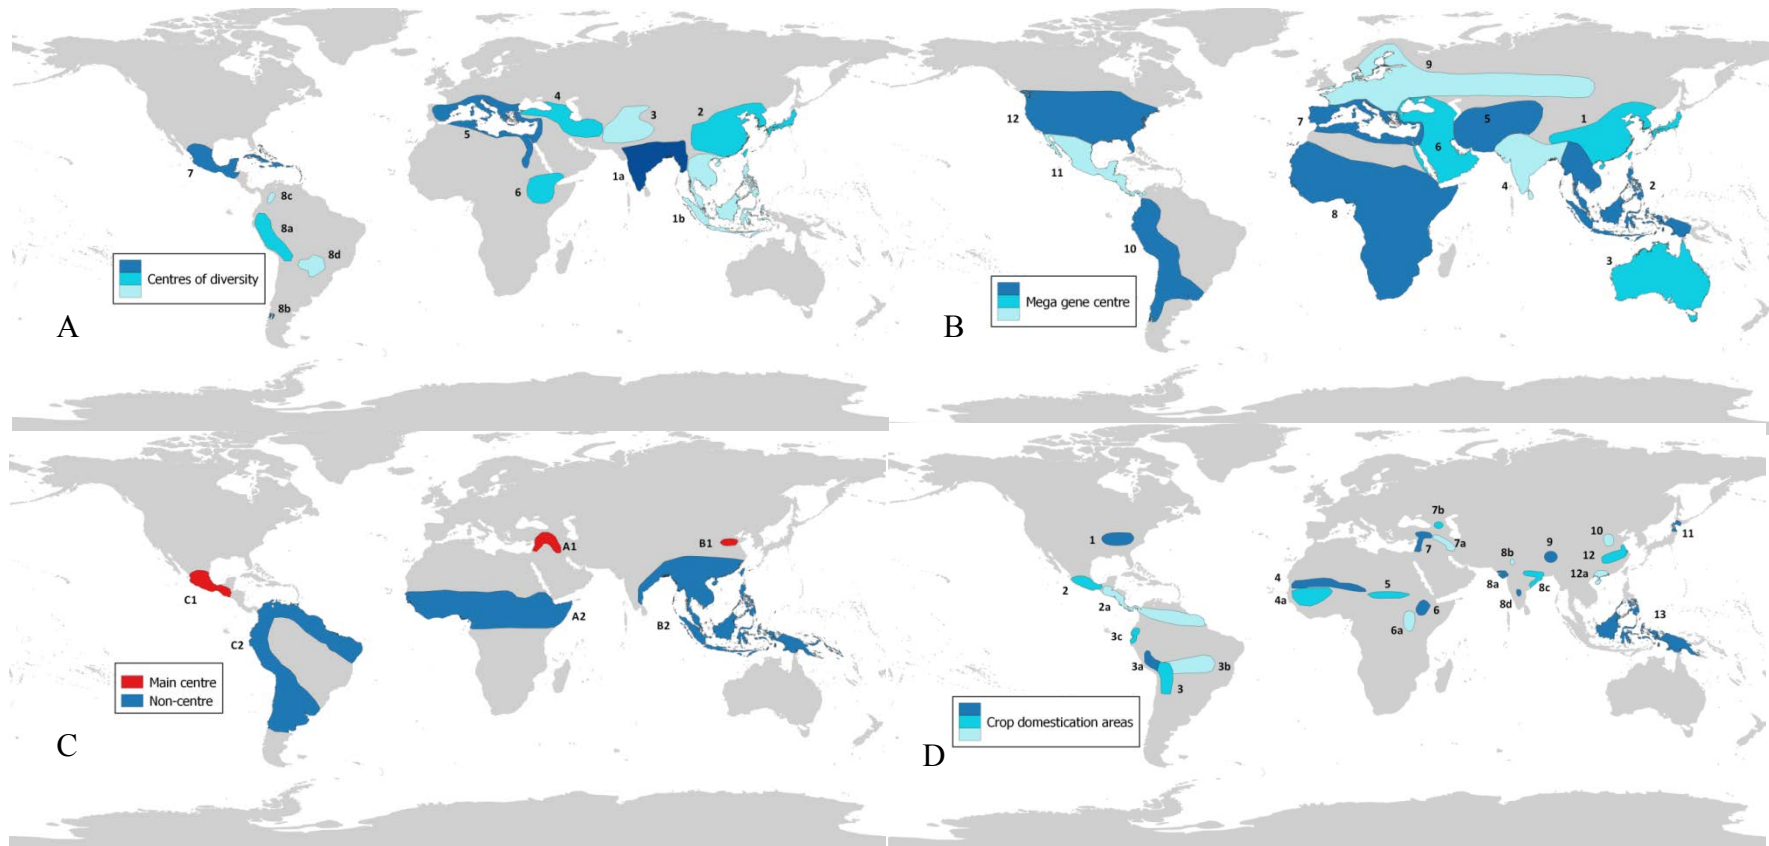 4
3
2
5
7
1a
6
8c
1b
8a
8d
Centres of diversity
8b
A
9
12
7
5
1
6
11
4
2
8
10
3
Mega gene centre
B
A1
B1
C1
A2
B2
C2
Main centre
Non-centre
C
7b
10
11
1
8b
9
7
7a
12
4
5
8a
12a
2
4a
8c
2a
8d
6
13
3c
6a
3a
3b
3
Crop domestication areas
D